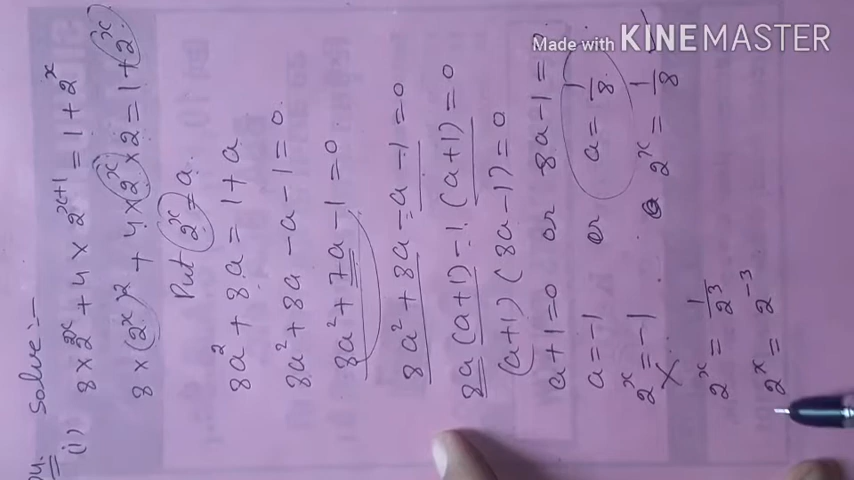 Q4. Solve:-
(i) 8 × 2^2x + 4 × 2^x+1 = 1 + 2^x
8 × (2^x)^2 + 4 × 2^x × 2 = 1 + 2^x
Put 2^x = a.
8a^2 + 8a = 1 + a
8a^2 + 8a - a - 1 = 0.
8a^2 + 7a - 1 = 0
8a^2 + 8a - a - 1 = 0
8a (a+1) - 1 (a+1) = 0
(a+1) (8a-1) = 0
a+1=0 or 8a-1=0
a=-1 or a= 1/8
2^x = -1 2^x = 1/8
2^x = 1/2^3
2^x = 2^-3
Made with KINEMASTER